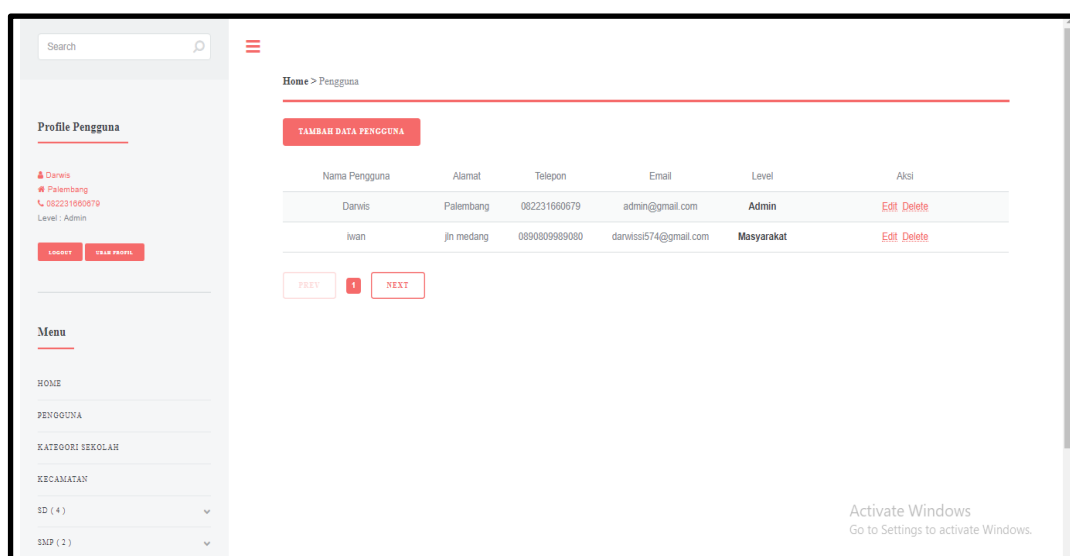 Search
Profile Pengguna
Darwis
Palembang
082231660679
Level : Admin
LOGOUT UBAH PROFIL
Menu
HOME
PENGGUNA
KATEGORI SEKOLAH
KECAMATAN
SD ( 4 )
SMP ( 2 )
Home > Pengguna
TAMBAH DATA PENGGUNA
Nama Pengguna Alamat Telepon Email Level Aksi
Darwis Palembang 082231660679 admin@gmail.com Admin Edit Delete
iwan jln medang 0890809989080 darwissi574@gmail.com Masyarakat Edit Delete
PREV 1 NEXT
Activate Windows
Go to Settings to activate Windows.